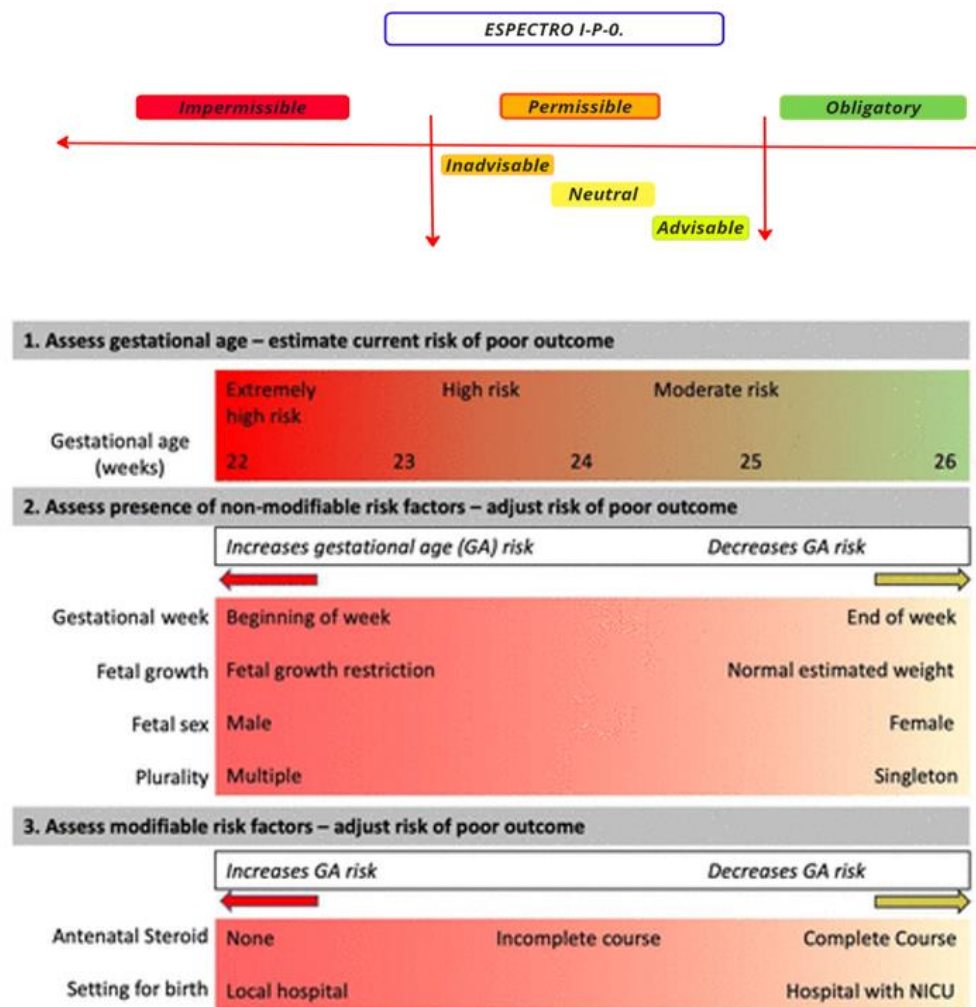 ESPECTRO I-P-0.
Impermissible Permissible Obligatory
Inadvisable
Neutral
Advisable
1. Assess gestational age – estimate current risk of poor outcome
Extremely high risk High risk Moderate risk
Gestational age (weeks) 22 23 24 25 26
2. Assess presence of non-modifiable risk factors – adjust risk of poor outcome
Increases gestational age (GA) risk Decreases GA risk
Gestational week Beginning of week End of week
Fetal growth Fetal growth restriction Normal estimated weight
Fetal sex Male Female
Plurality Multiple Singleton
3. Assess modifiable risk factors – adjust risk of poor outcome
Increases GA risk Decreases GA risk
Antenatal Steroid None Incomplete course Complete Course
Setting for birth Local hospital Hospital with NICU